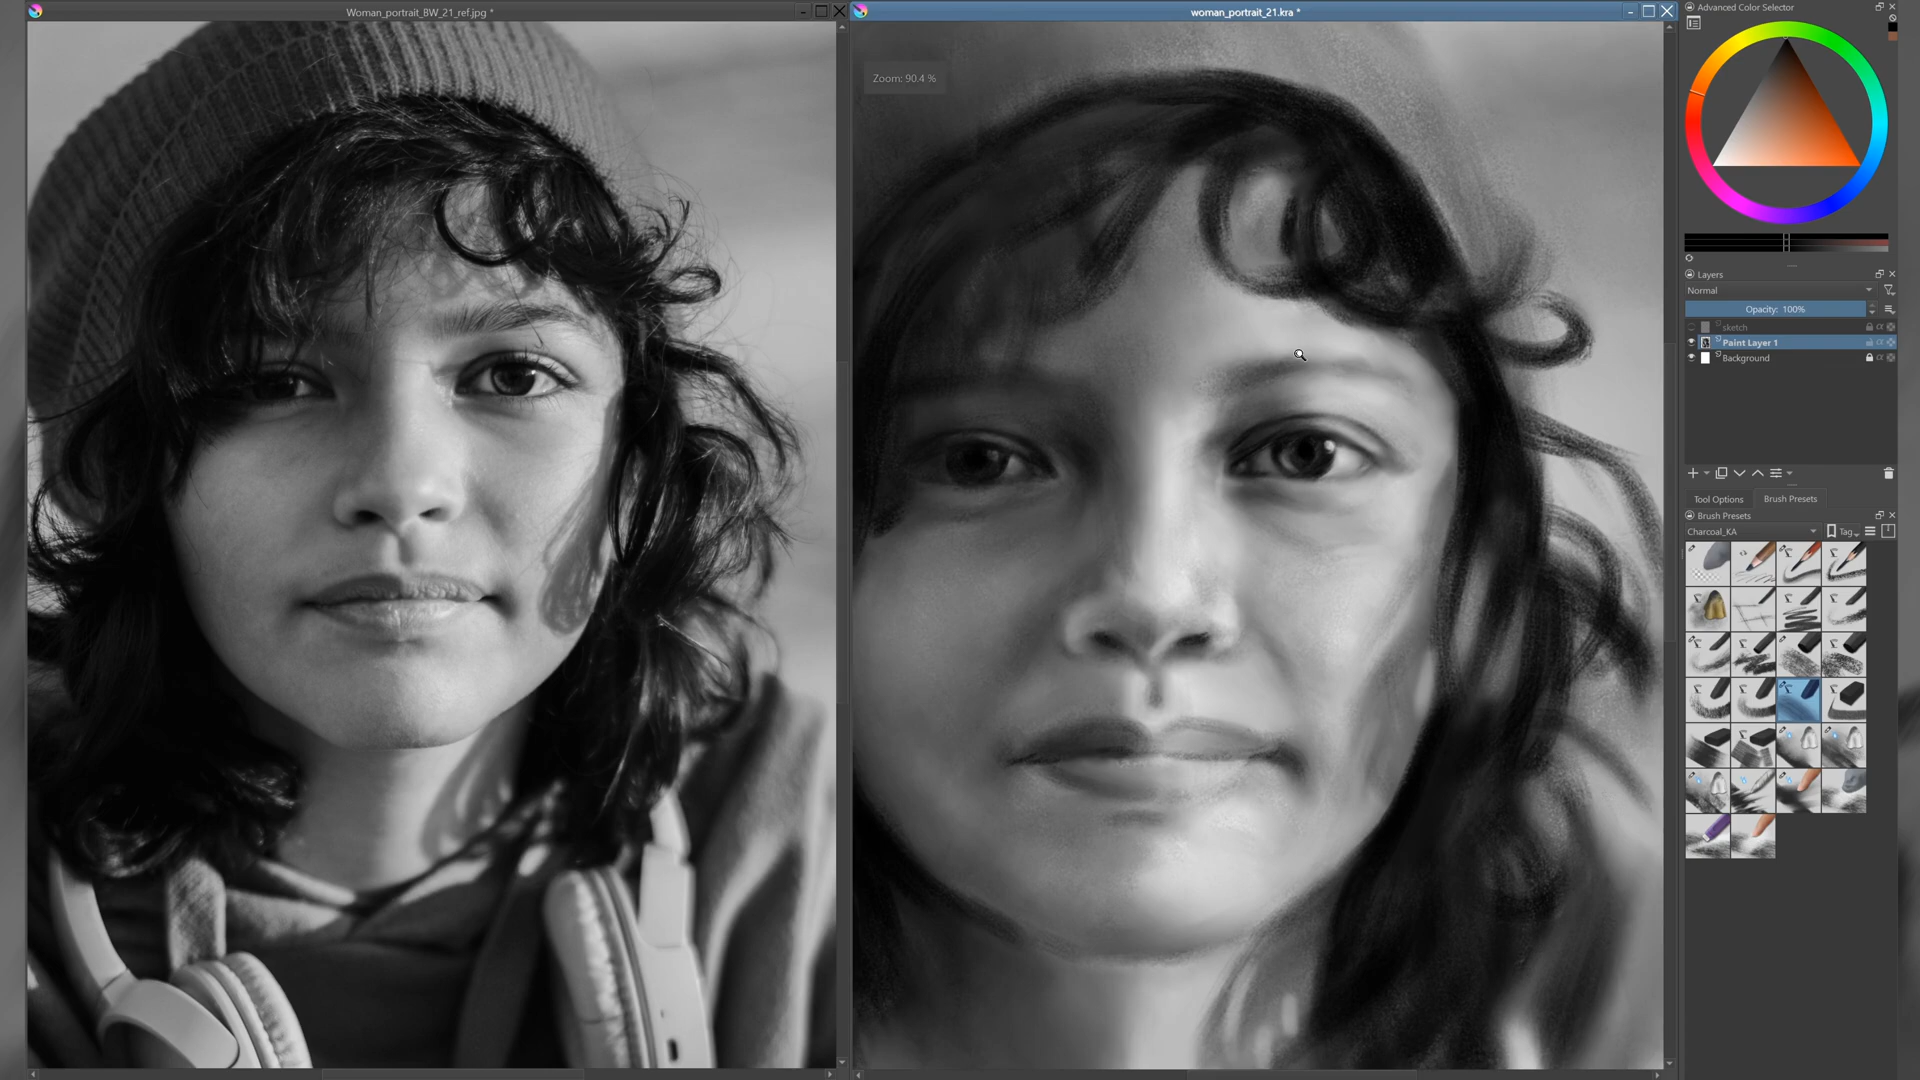 Woman_portrait_BW_21_ref.jpg *
woman_portrait_21.kra *
Zoom: 90.4 %
Advanced Color Selector
Layers
Normal
Opacity: 100%
sketch
Paint Layer 1
Background
Tool Options
Brush Presets
Brush Presets
Charcoal_KA
Tag